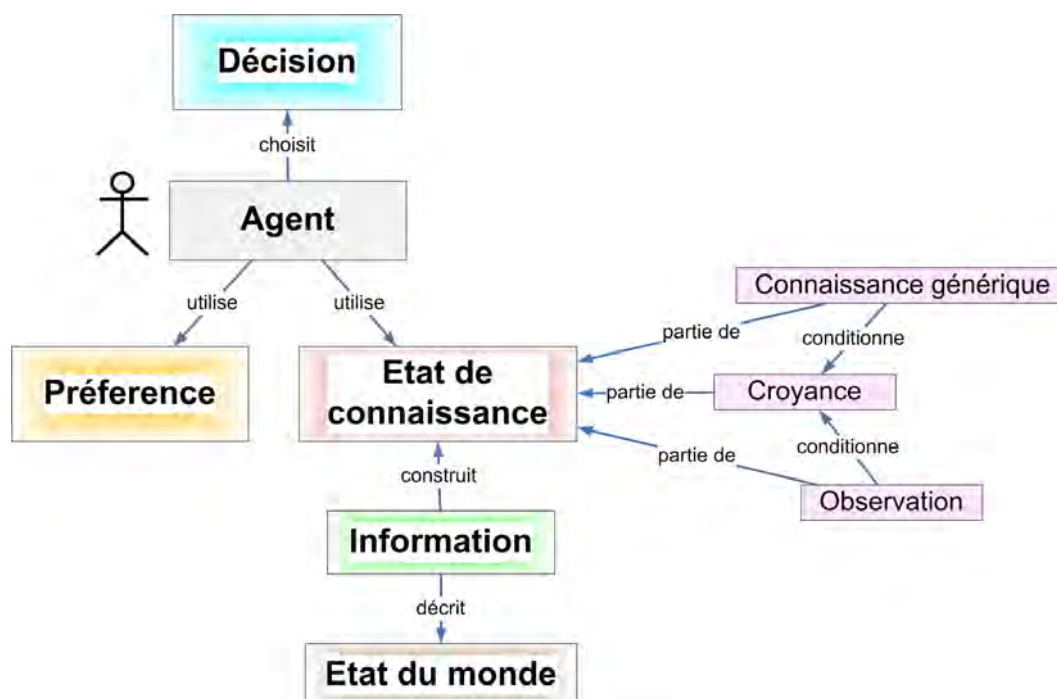 Décision
choisit
Agent
utilise
utilise
Connaissance générique
partie de
conditionne
Préference
Etat de
connaissance
partie de
Croyance
conditionne
partie de
construit
Observation
Information
décrit
Etat du monde